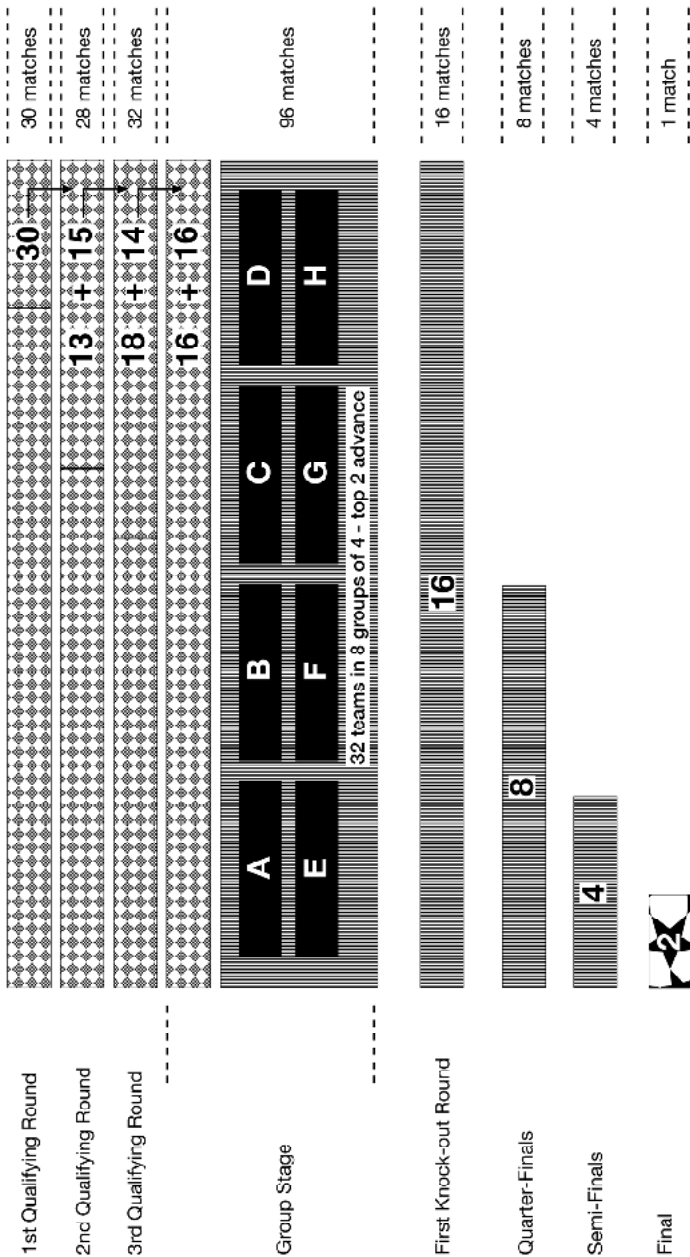 1st Qualifying Round
30
30 matches
2nd Qualifying Round
13 + 15
28 matches
3rd Qualifying Round
18 + 14
32 matches
16 + 16
Group Stage
A B C D
E F G H
32 teams in 8 groups of 4 - top 2 advance
96 matches
First Knock-out Round
16
16 matches
Quarter-Finals
8
8 matches
Semi-Finals
4
4 matches
Final
2
1 match